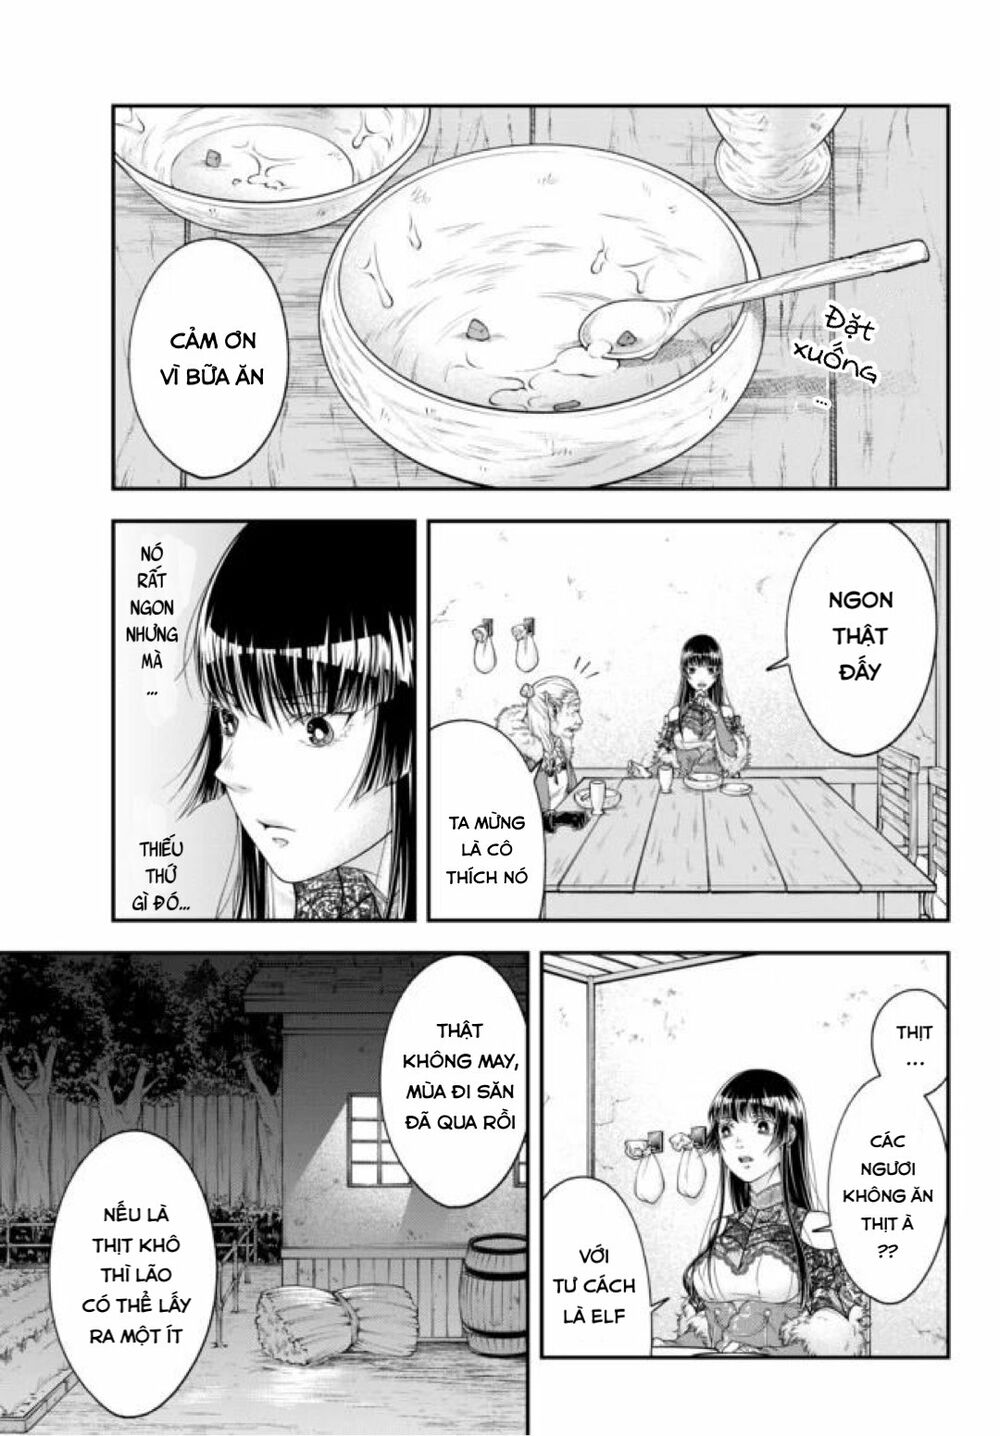 CẢM ƠN
VÌ BỮA ĂN
Đặt
xuống
...
NGON
THẬT
ĐẤY
TA MỪNG
LÀ CÔ
THÍCH NÓ
NÓ
RẤT
NGON
NHƯNG
MÀ
...
THIẾU
THỨ
GÌ ĐÓ...
THỊT
...
CÁC
NGƯƠI
KHÔNG ĂN
THỊT À
??
VỚI
TƯ CÁCH
LÀ ELF
THẬT
KHÔNG MAY,
MÙA ĐI SĂN
ĐÃ QUA RỒI
NẾU LÀ
THỊT KHÔ
THÌ LÃO
CÓ THỂ LẤY
RA MỘT ÍT